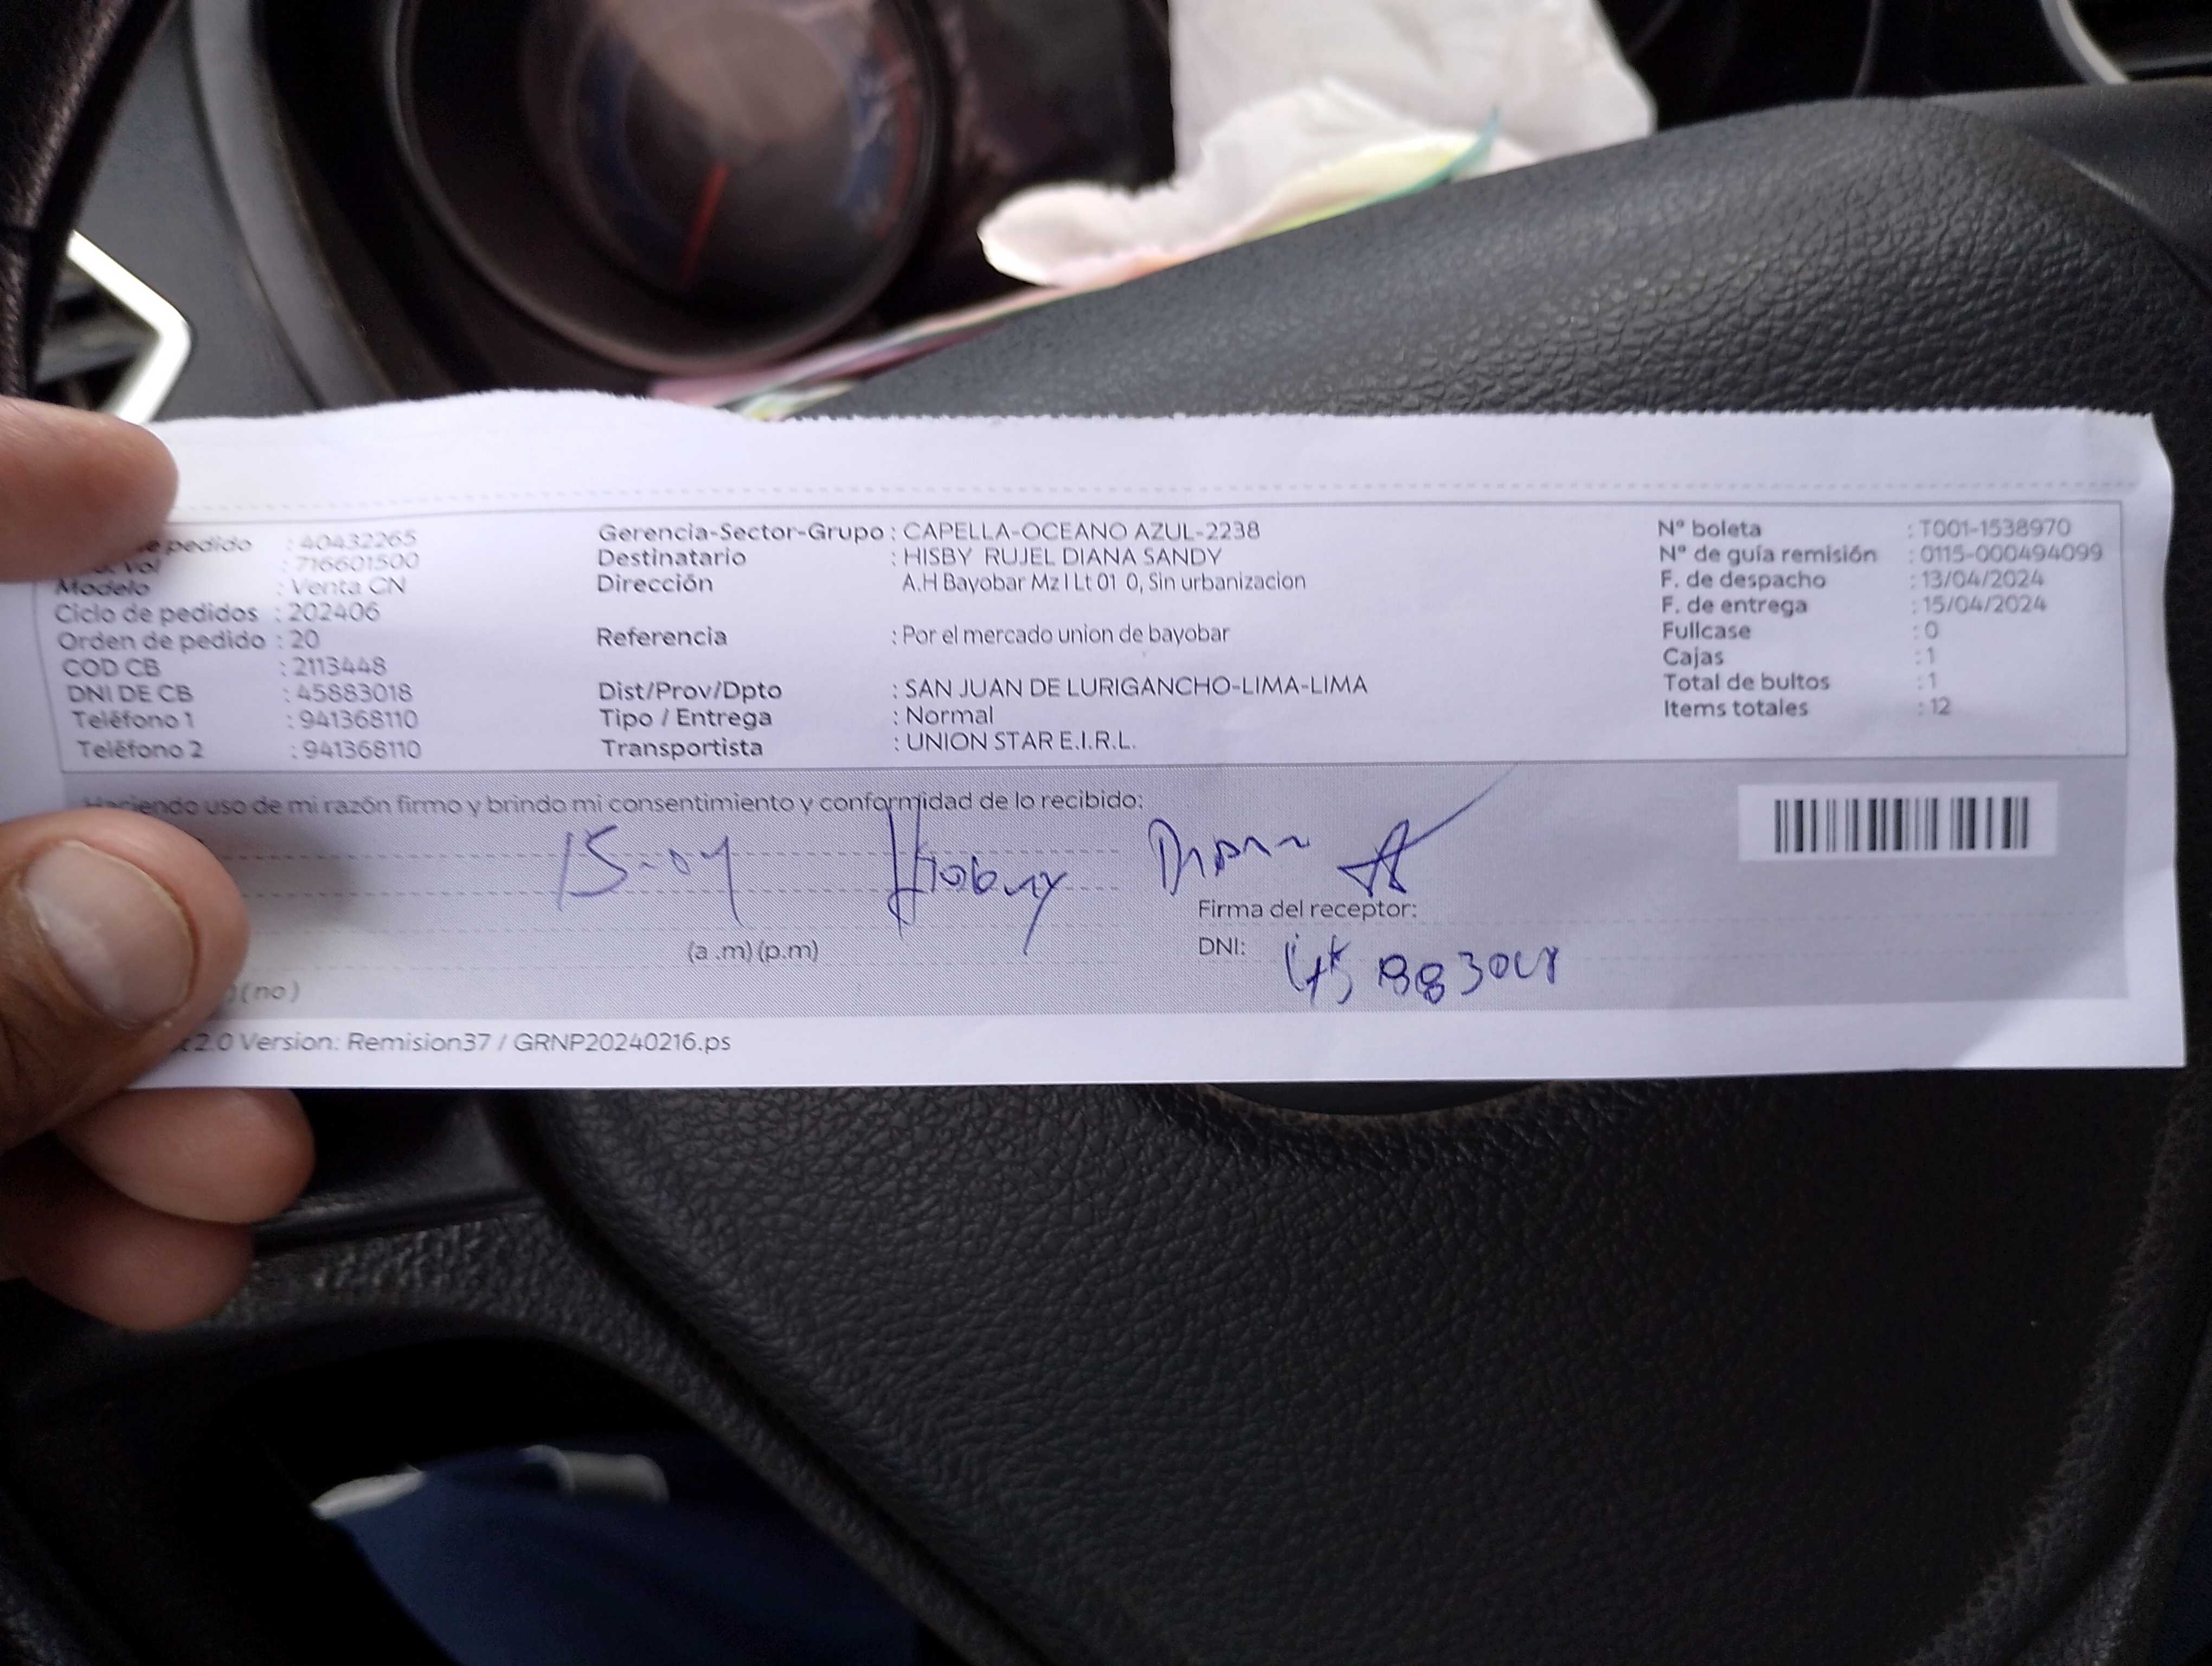 de pedido : 40432265
vol : 716601500
Modelo : Venta CN
Ciclo de pedidos : 202406
Orden de pedido : 20
COD CB : 2113448
DNI DE CB : 45883018
Teléfono 1 : 941368110
Teléfono 2 : 941368110
Gerencia-Sector-Grupo : CAPELLA-OCEANO AZUL-2238
Destinatario : HISBY RUJEL DIANA SANDY
Dirección A.H Bayobar Mz I Lt 01 0, Sin urbanizacion
Referencia : Por el mercado union de bayobar
Dist/Prov/Dpto : SAN JUAN DE LURIGANCHO-LIMA-LIMA
Tipo / Entrega : Normal
Transportista : UNION STAR E.I.R.L.
Nº boleta : T001-1538970
Nº de guía remisión : 0115-000494099
F. de despacho : 13/04/2024
F. de entrega : 15/04/2024
Fullcase : 0
Cajas : 1
Total de bultos : 1
Items totales : 12
Haciendo uso de mi razón firmo y brindo mi consentimiento y conformidad de lo recibido:
15-04
Firma del receptor:
(a .m) (p.m)
DNI:
(no)
2.0 Version: Remision37 / GRNP20240216.ps